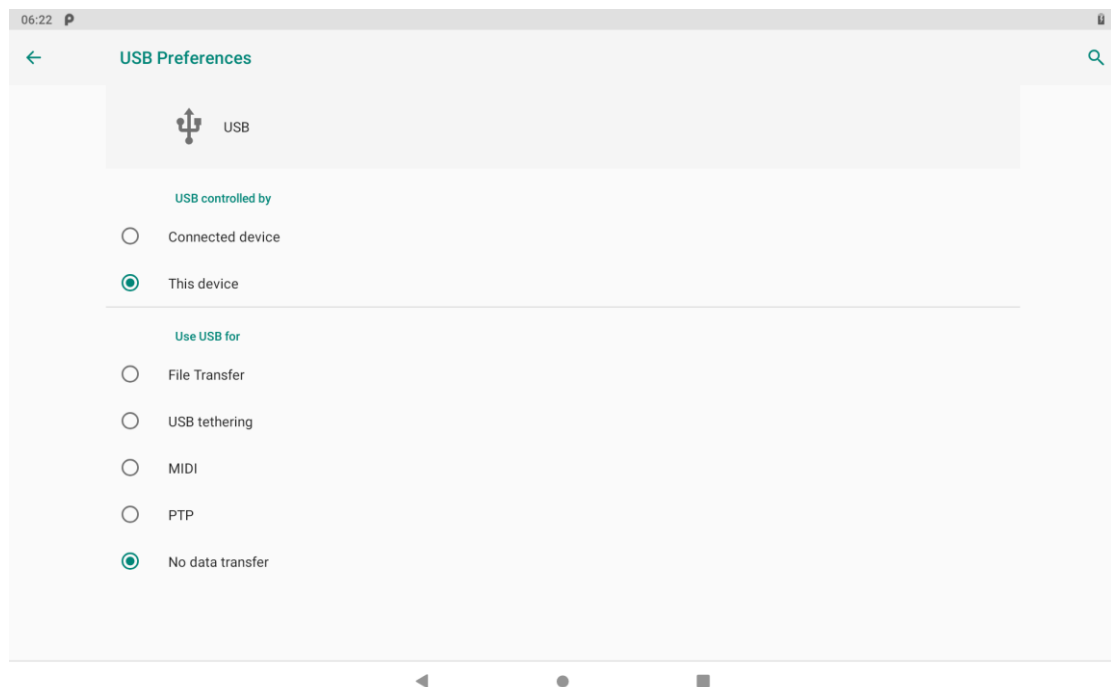 06:22
USB Preferences
USB
USB controlled by
Connected device
This device
Use USB for
File Transfer
USB tethering
MIDI
PTP
No data transfer